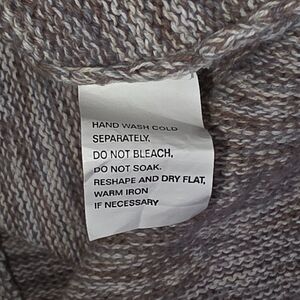 HAND WASH COLD
SEPARATELY.
DO NOT BLEACH,
DO NOT SOAK.
RESHAPE AND DRY FLAT,
WARM IRON
IF NECESSARY